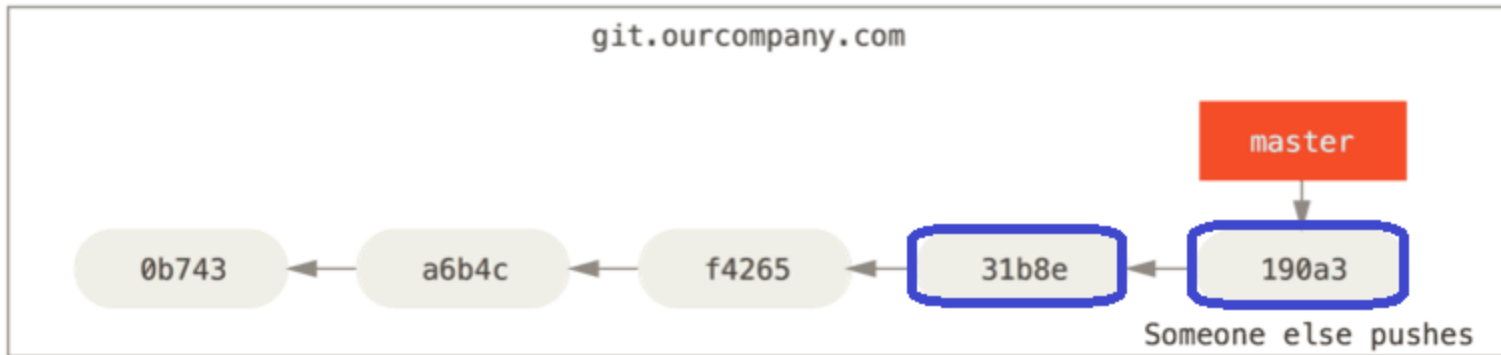 git.ourcompany.com
master
0b743
a6b4c
f4265
31b8e
190a3
Someone else pushes